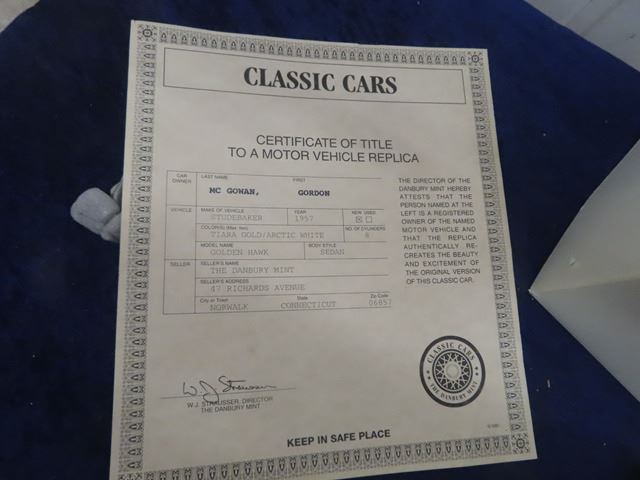 CLASSIC CARS
CERTIFICATE OF TITLE
TO A MOTOR VEHICLE REPLICA
CAR OWNER
LAST NAME FIRST
MC GOWAN, GORDON
VEHICLE
MAKE OF VEHICLE YEAR NEW USED
STUDEBAKER 1957 ☒ ☐
COLOR(S) NO. OF CYLINDERS
TIARA GOLD/ARCTIC WHITE 8
MODEL NAME BODY STYLE
GOLDEN HAWK SEDAN
SELLER
SELLER'S NAME
THE DANBURY MINT
SELLER'S ADDRESS
47 RICHARDS AVENUE
City or Town State Zip Code
NORWALK CONNECTICUT 06857
THE DIRECTOR OF THE
DANBURY MINT HEREBY
ATTESTS THAT THE
PERSON NAMED AT THE
LEFT IS A REGISTERED
OWNER OF THE NAMED
MOTOR VEHICLE AND
THAT THE REPLICA
AUTHENTICALLY RE-
CREATES THE BEAUTY
AND EXCITEMENT OF
THE ORIGINAL VERSION
OF THIS CLASSIC CAR.
W J Strausser
W.J. STRAUSSER, DIRECTOR
THE DANBURY MINT
CLASSIC CARS
THE DANBURY MINT
KEEP IN SAFE PLACE